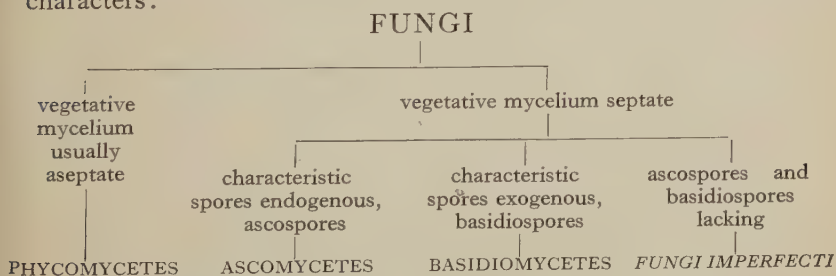 characters:
FUNGI
vegetative
mycelium
usually
aseptate
vegetative mycelium septate
characteristic
spores endogenous,
ascospores
characteristic
spores exogenous,
basidiospores
ascospores and
basidiospores
lacking
PHYCOMYCETES
ASCOMYCETES
BASIDIOMYCETES
FUNGI IMPERFECTI